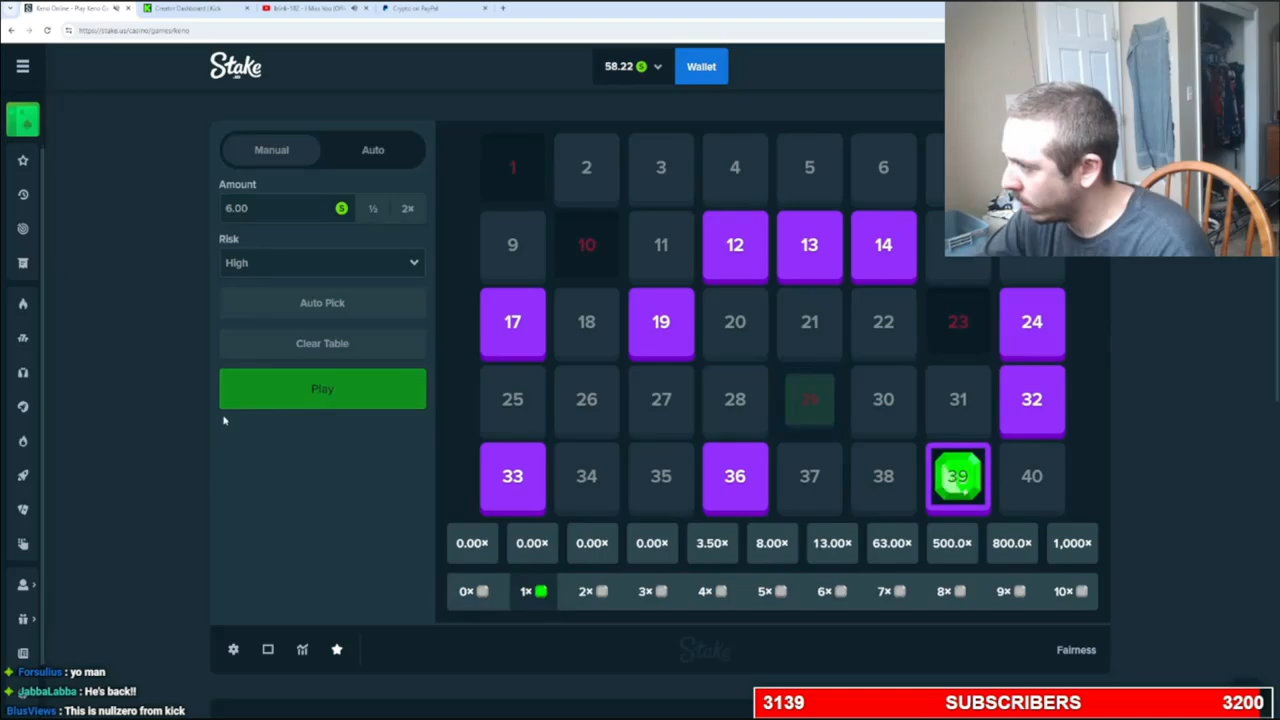 Keno Online - Play Keno G
Creator Dashboard | Kick
blink-182 - I Miss You (Offi
Crypto on PayPal
https://stake.us/casino/games/keno
Stake
.US
58.22
Wallet
Manual
Auto
Amount
6.00
½
2×
Risk
High
Auto Pick
Clear Table
Play
1
2
3
4
5
6
9
10
11
12
13
14
17
18
19
20
21
22
23
24
25
26
27
28
30
31
32
33
34
35
36
37
38
39
40
0.00×
0.00×
0.00×
0.00×
3.50×
8.00×
13.00×
63.00×
500.0×
800.0×
1,000×
0×
1×
2×
3×
4×
5×
6×
7×
8×
9×
10×
Stake
Fairness
Forsulius : yo man
JabbaLabba : He's back!!
BlusViews : This is nullzero from kick
3139
SUBSCRIBERS
3200